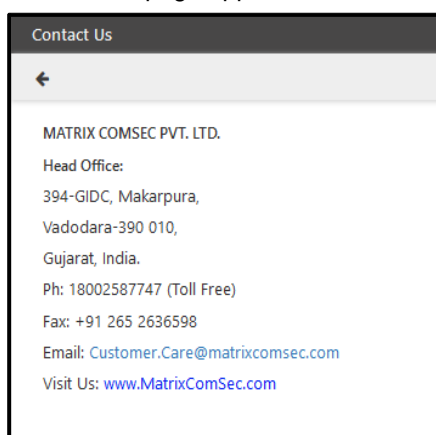 Contact Us
MATRIX COMSEC PVT. LTD.
Head Office:
394-GIDC, Makarpura,
Vadodara-390 010,
Gujarat, India.
Ph: 18002587747 (Toll Free)
Fax: +91 265 2636598
Email: Customer.Care@matrixcomsec.com
Visit Us: www.MatrixComSec.com